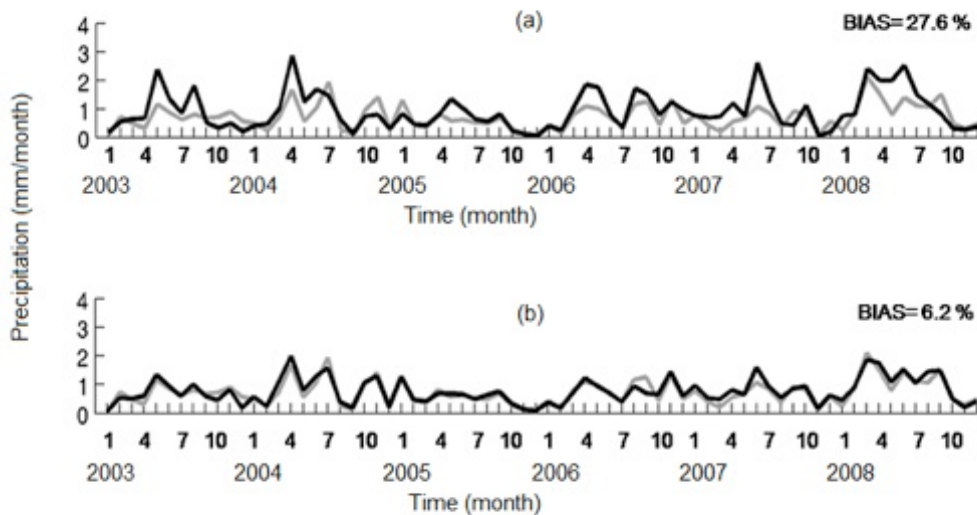 (a)
BIAS= 27.6 %
4
3
2
1
0
1 4 7 10 1 4 7 10 1 4 7 10 1 4 7 10 1 4 7 10 1 4 7 10
2003 2004 2005 2006 2007 2008
Time (month)
Precipitation (mm/month)
(b)
BIAS= 6.2 %
4
3
2
1
0
1 4 7 10 1 4 7 10 1 4 7 10 1 4 7 10 1 4 7 10 1 4 7 10
2003 2004 2005 2006 2007 2008
Time (month)